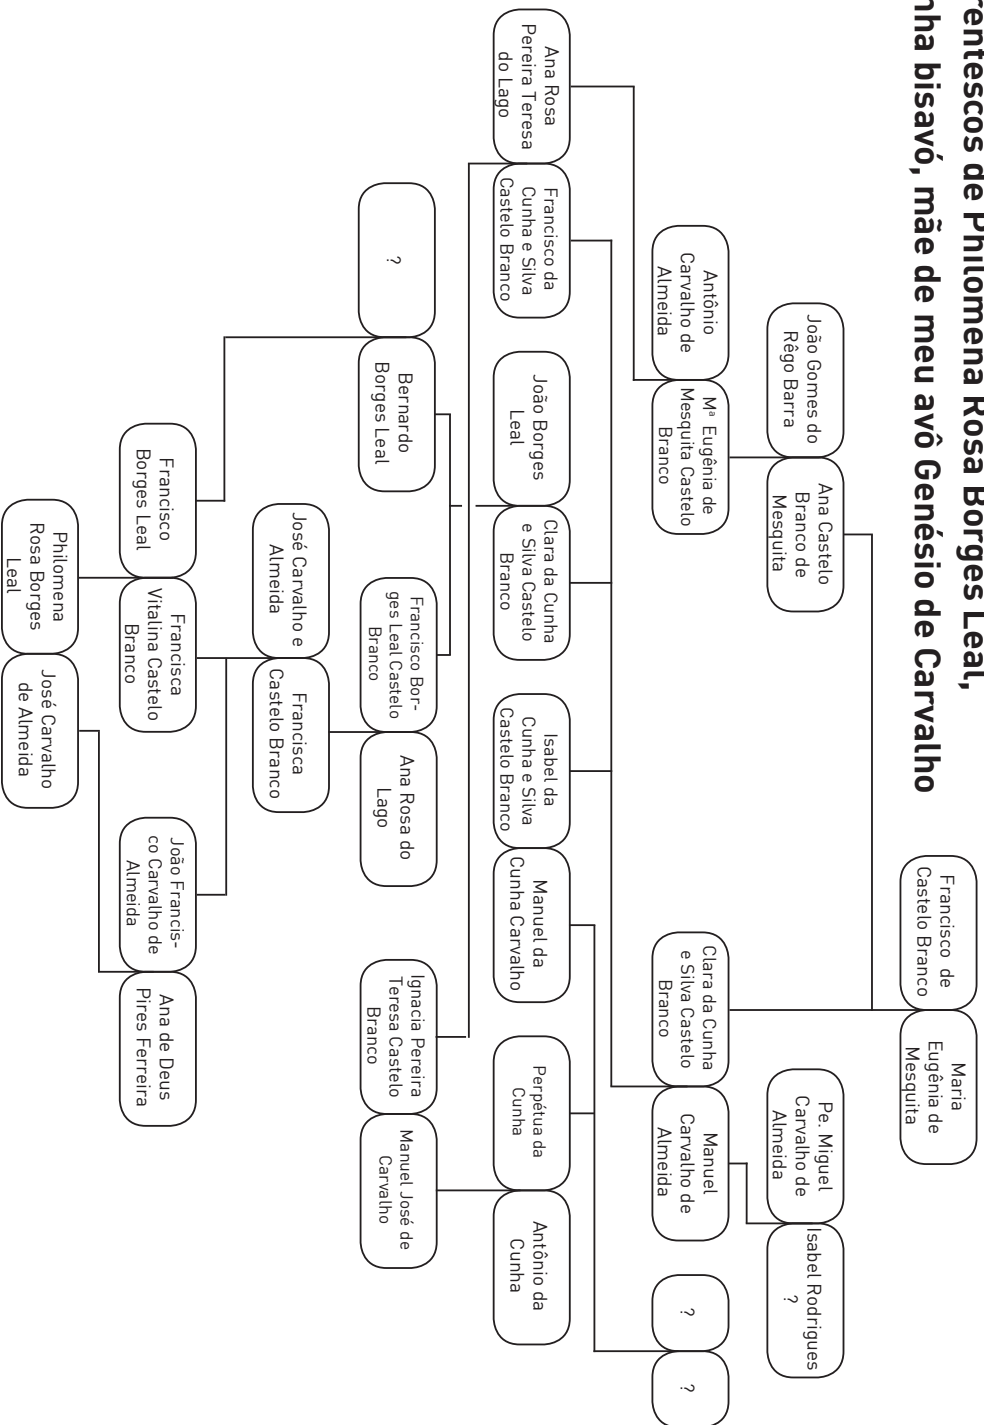 rentescos de Philomena Rosa Borges Leal,
nha bisavó, mãe de meu avô Genésio de Carvalho
Francisco de
Castelo Branco
Maria
Eugênia de
Mesquita
João Gomes do
Rêgo Barra
Ana Castelo
Branco de
Mesquita
Pe. Miguel
Carvalho de
Almeida
Isabel Rodrigues
?
Antônio
Carvalho de
Almeida
Mª Eugênia de
Mesquita Castelo
Branco
Clara da Cunha
e Silva Castelo
Branco
Manuel
Carvalho de
Almeida
?
?
Ana Rosa
Pereira Teresa
do Lago
Francisco da
Cunha e Silva
Castelo Branco
João Borges
Leal
Clara da Cunha
e Silva Castelo
Branco
Isabel da
Cunha e Silva
Castelo Branco
Manuel da
Cunha Carvalho
Perpétua da
Cunha
Antônio da
Cunha
?
Bernardo
Borges Leal
Francisco Bor-
ges Leal Castelo
Branco
Ana Rosa do
Lago
Ignacia Pereira
Teresa Castelo
Branco
Manuel José de
Carvalho
José Carvalho e
Almeida
Francisca
Castelo Branco
Francisco
Borges Leal
Francisca
Vitalina Castelo
Branco
João Francis-
co Carvalho de
Almeida
Ana de Deus
Pires Ferreira
Philomena
Rosa Borges
Leal
José Carvalho
de Almeida